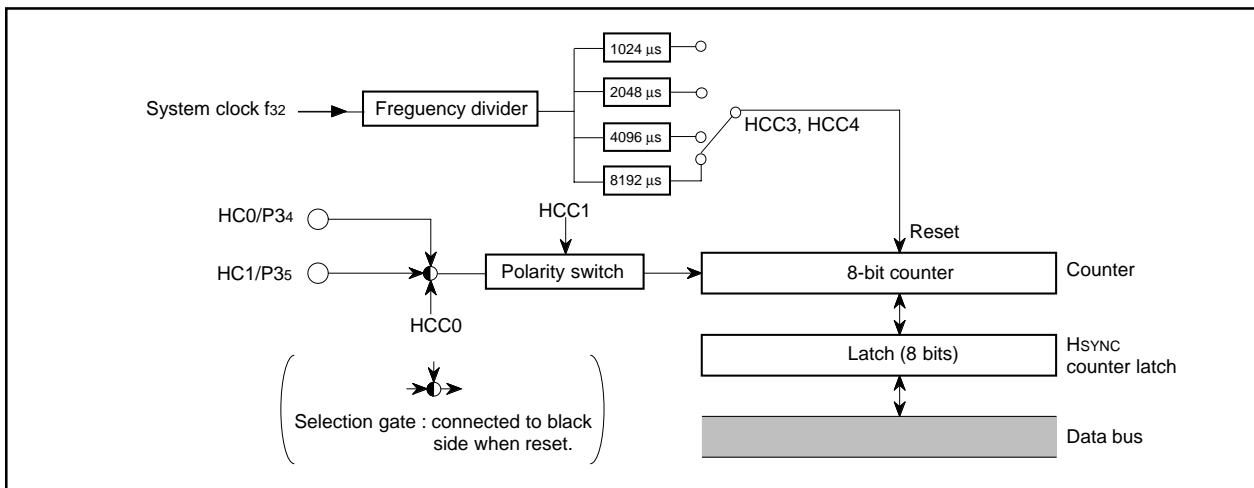 1024 µs
System clock f32
Freguency divider
2048 µs
4096 µs
HCC3, HCC4
8192 µs
HC0/P34
HCC1
Reset
HC1/P35
Polarity switch
8-bit counter
Counter
HCC0
Latch (8 bits)
HSYNC
counter latch
Selection gate : connected to black
side when reset.
Data bus